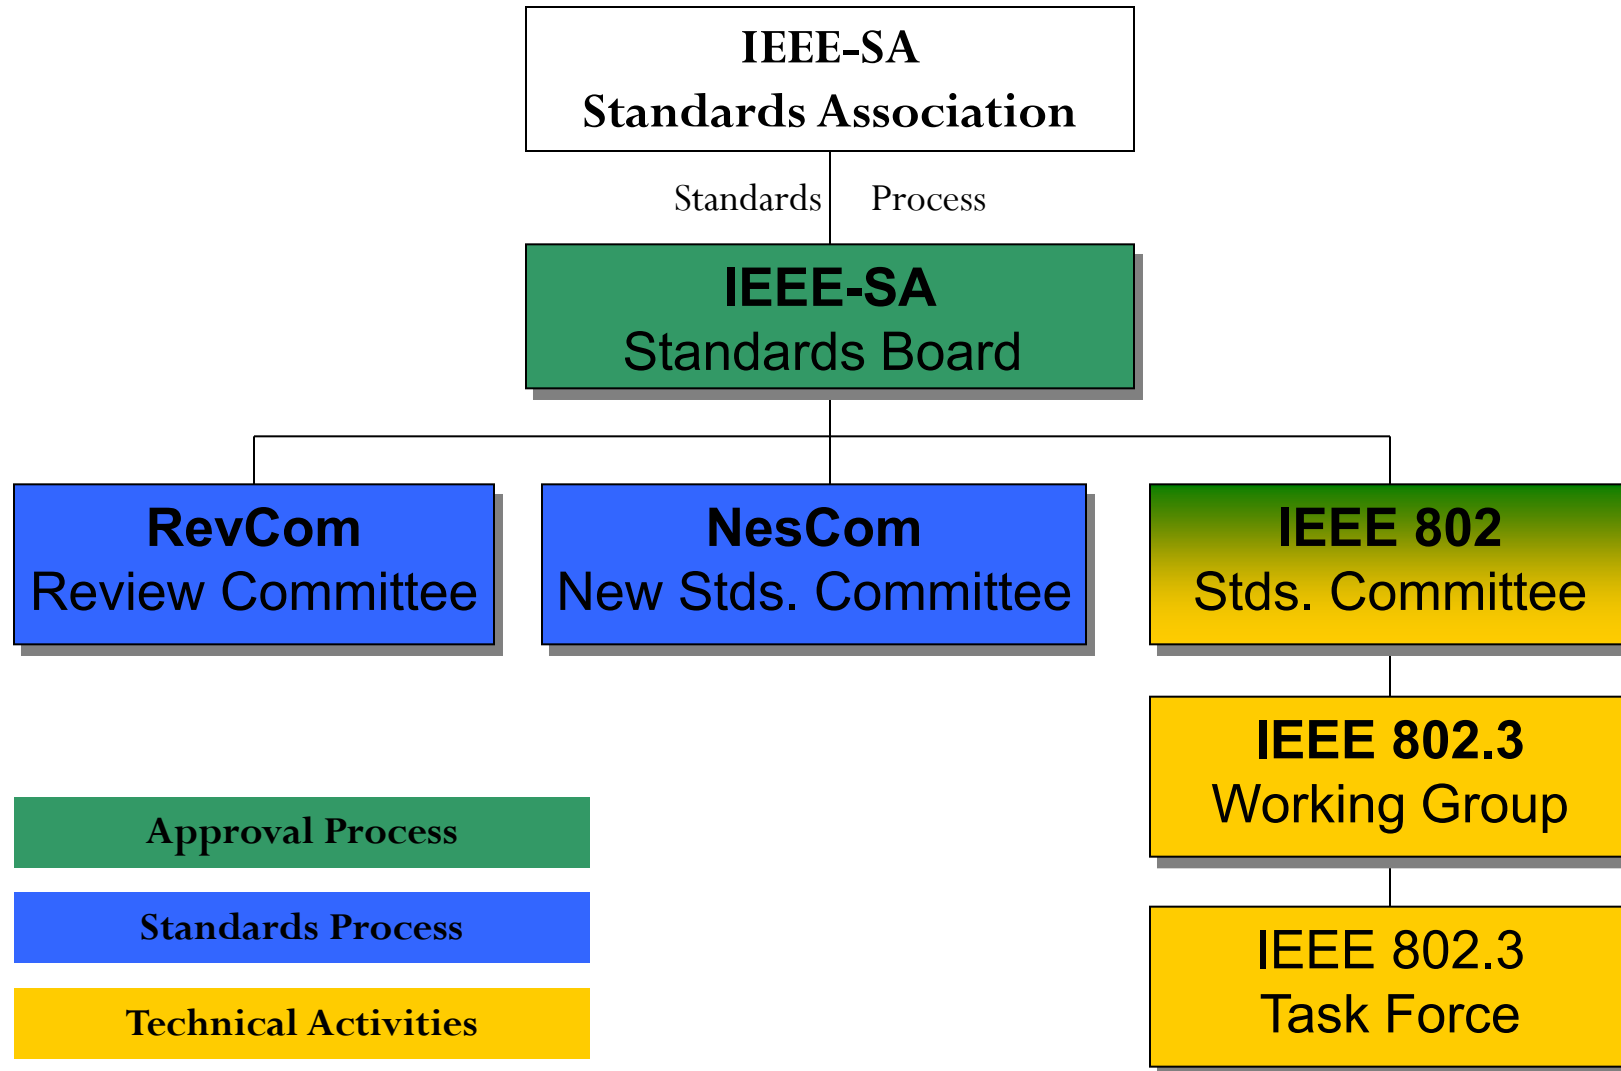 IEEE-SA
Standards Association
Standards Process
IEEE-SA
Standards Board
RevCom
Review Committee
NesCom
New Stds. Committee
IEEE 802
Stds. Committee
IEEE 802.3
Working Group
IEEE 802.3
Task Force
Approval Process
Standards Process
Technical Activities